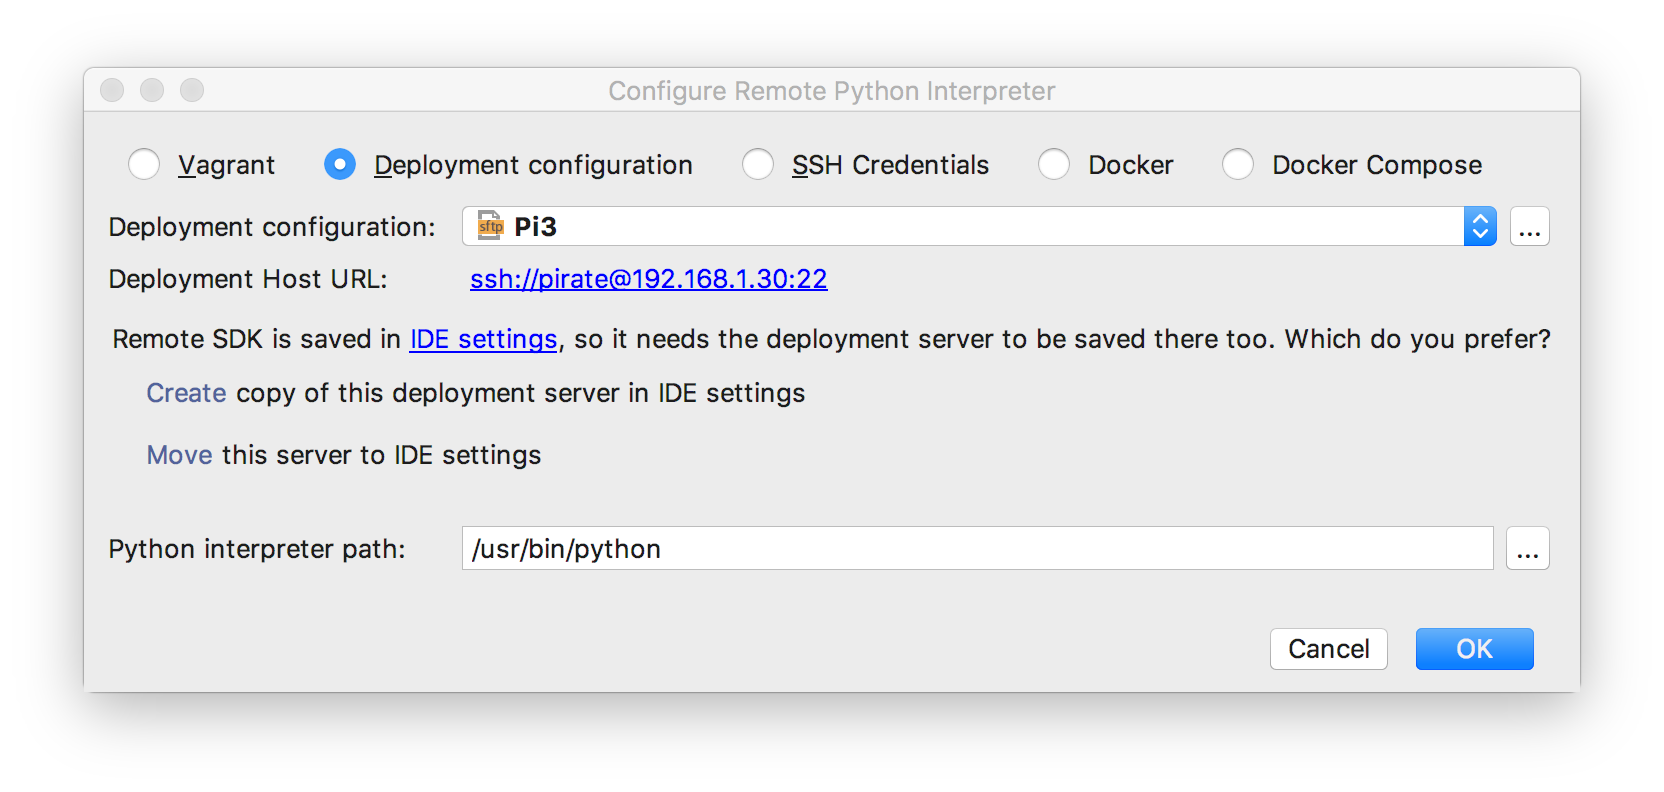 Configure Remote Python Interpreter
Vagrant Deployment configuration SSH Credentials Docker Docker Compose
Deployment configuration: sftp Pi3 ...
Deployment Host URL: ssh://pirate@192.168.1.30:22
Remote SDK is saved in IDE settings, so it needs the deployment server to be saved there too. Which do you prefer?
Create copy of this deployment server in IDE settings
Move this server to IDE settings
Python interpreter path: /usr/bin/python ...
Cancel OK